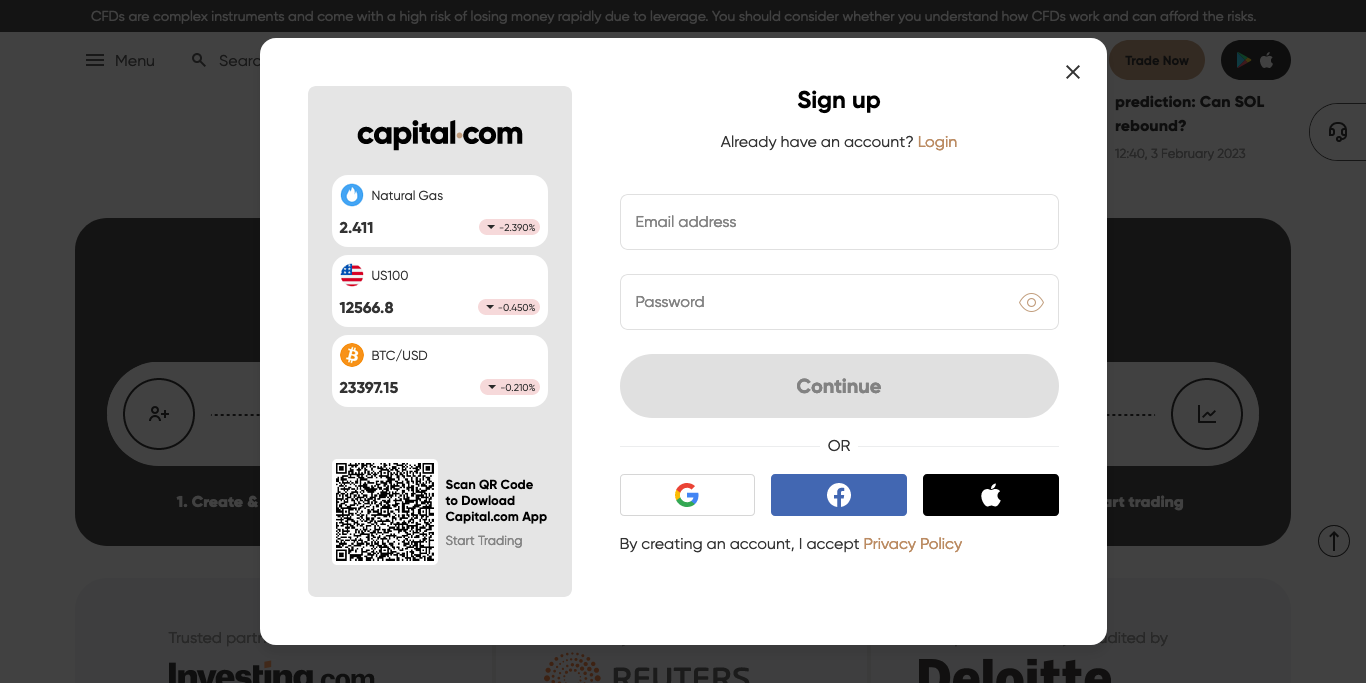 CFDs are complex instruments and come with a high risk of losing money rapidly due to leverage. You should consider whether you understand how CFDs work and can afford the risks.
Menu
Trade Now
prediction: Can SOL
rebound?
12:40, 3 February 2023
Sign up
Already have an account? Login
capital.com
Natural Gas
2.411
-2.390%
US100
12566.8
-0.450%
BTC/USD
23397.15
-0.210%
Scan QR Code
to Dowload
Capital.com App
Start Trading
Email address
Password
Continue
OR
By creating an account, I accept Privacy Policy
1. Create &
trading
Trusted
by
Investing.com
REUTERS
Deloitte